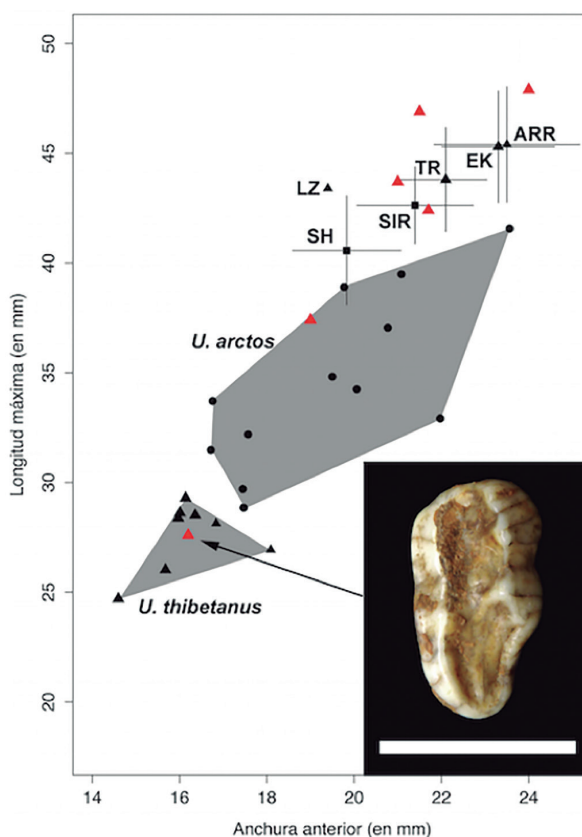 50
45
40
35
30
25
20
Longitud máxima (en mm)
ARR
EK
TR
LZ
SIR
SH
U. arctos
U. thibetanus
14 16 18 20 22 24
Anchura anterior (en mm)